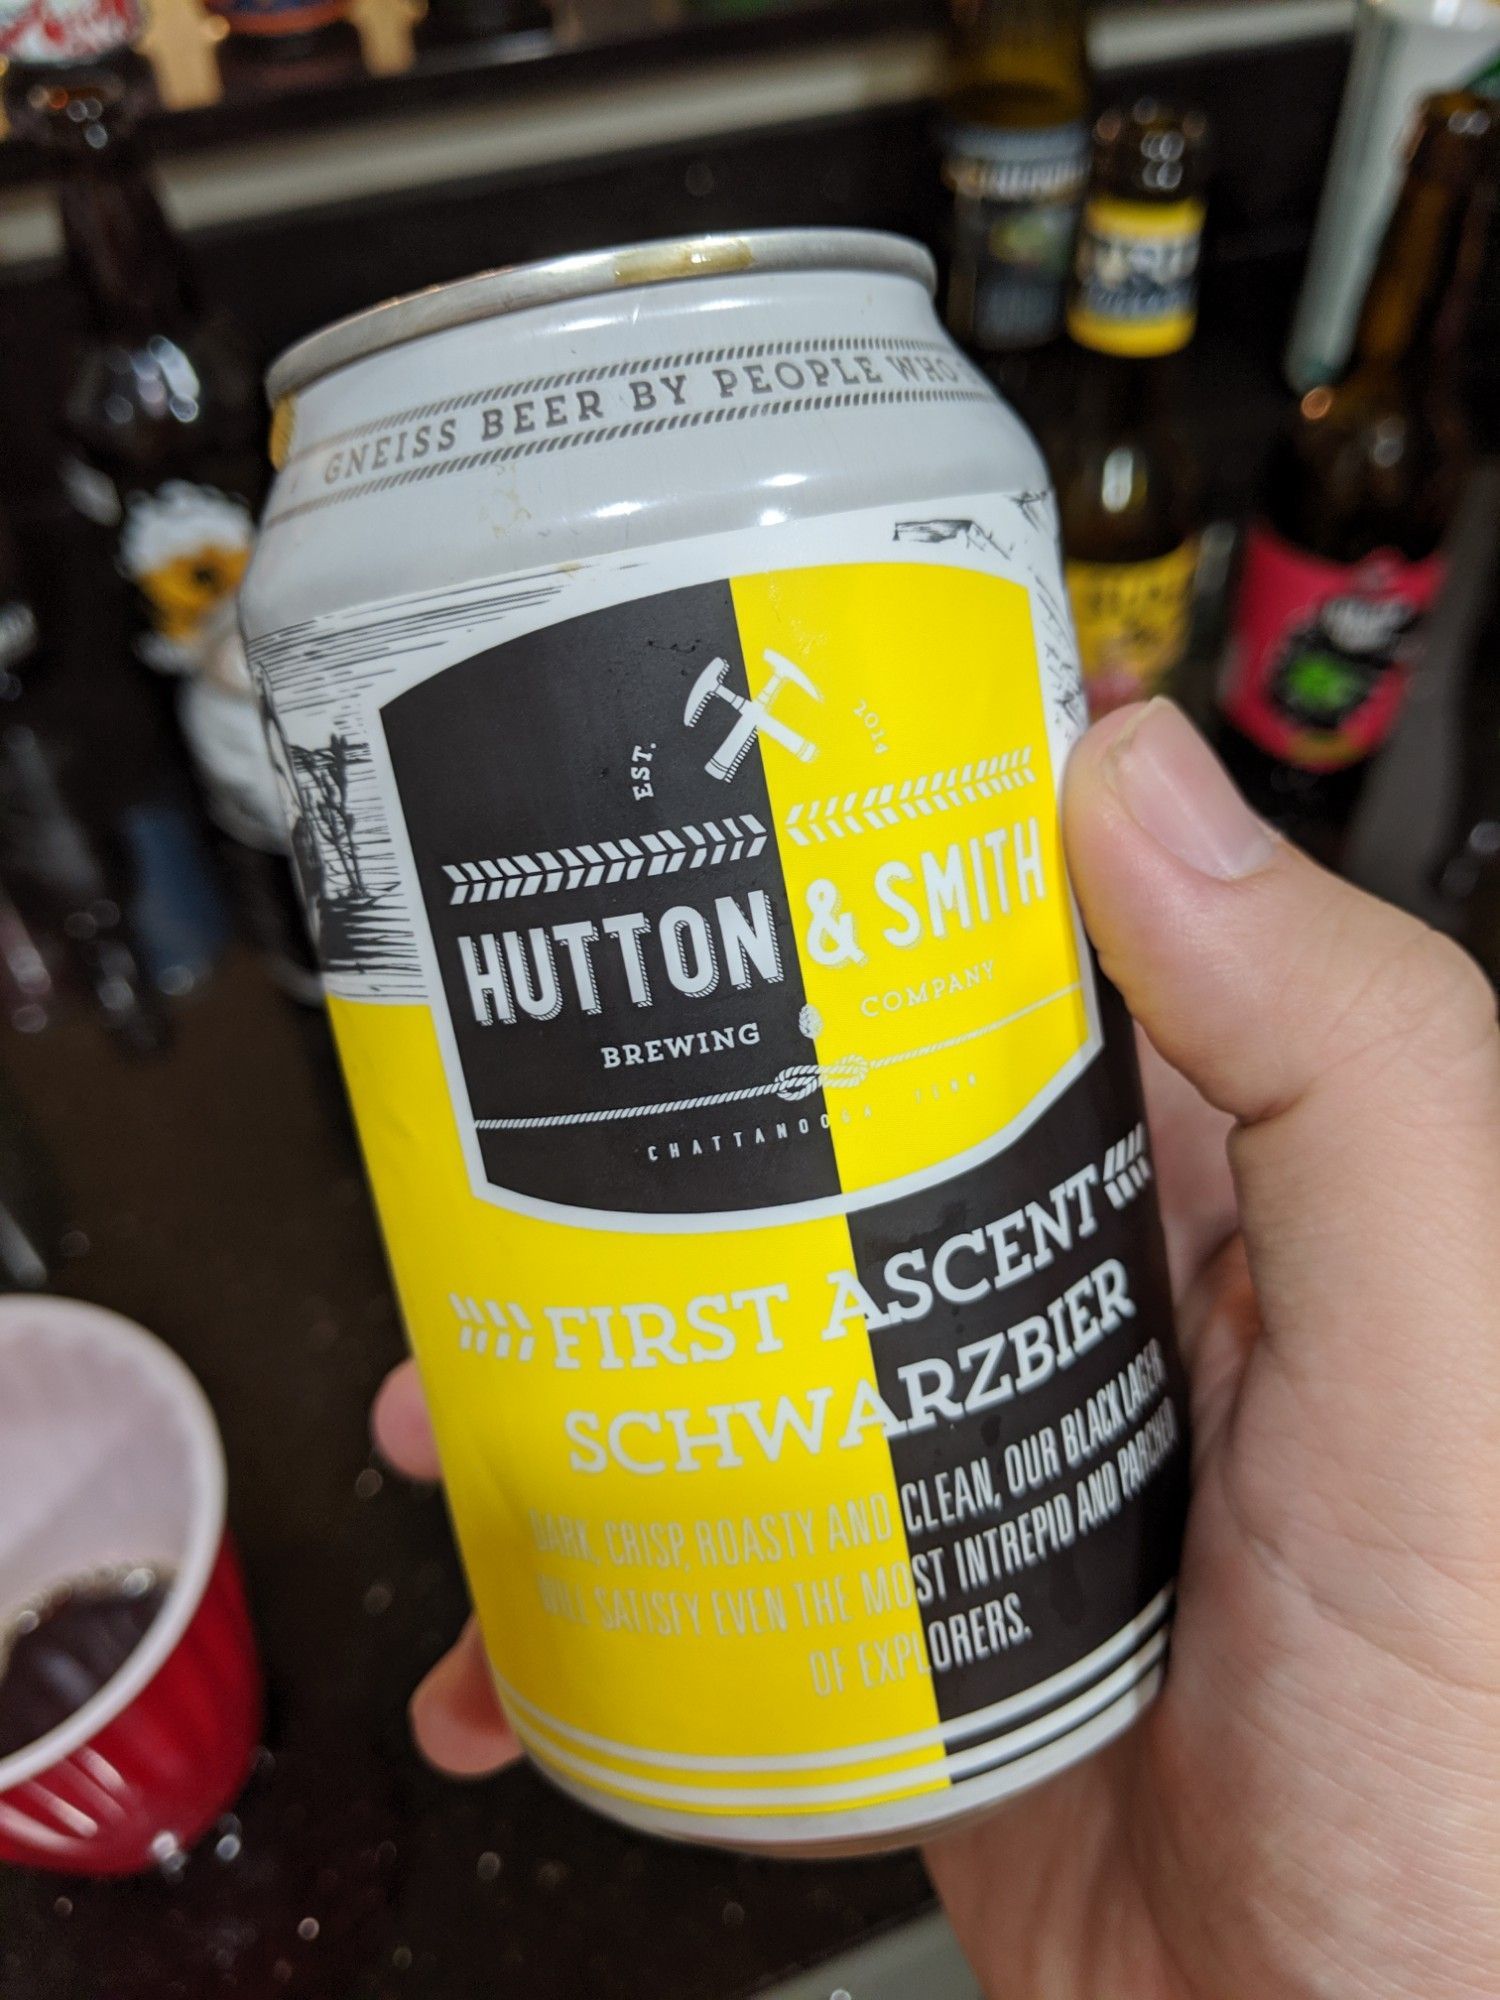 GNEISS BEER BY PEOPLE WHO
EST. 2014
HUTTON & SMITH
BREWING COMPANY
CHATTANOOGA TENN
FIRST ASCENT
SCHWARZBIER
DARK, CRISP, ROASTY AND CLEAN, OUR BLACK LAGER
WILL SATISFY EVEN THE MOST INTREPID AND PARCHED
OF EXPLORERS.